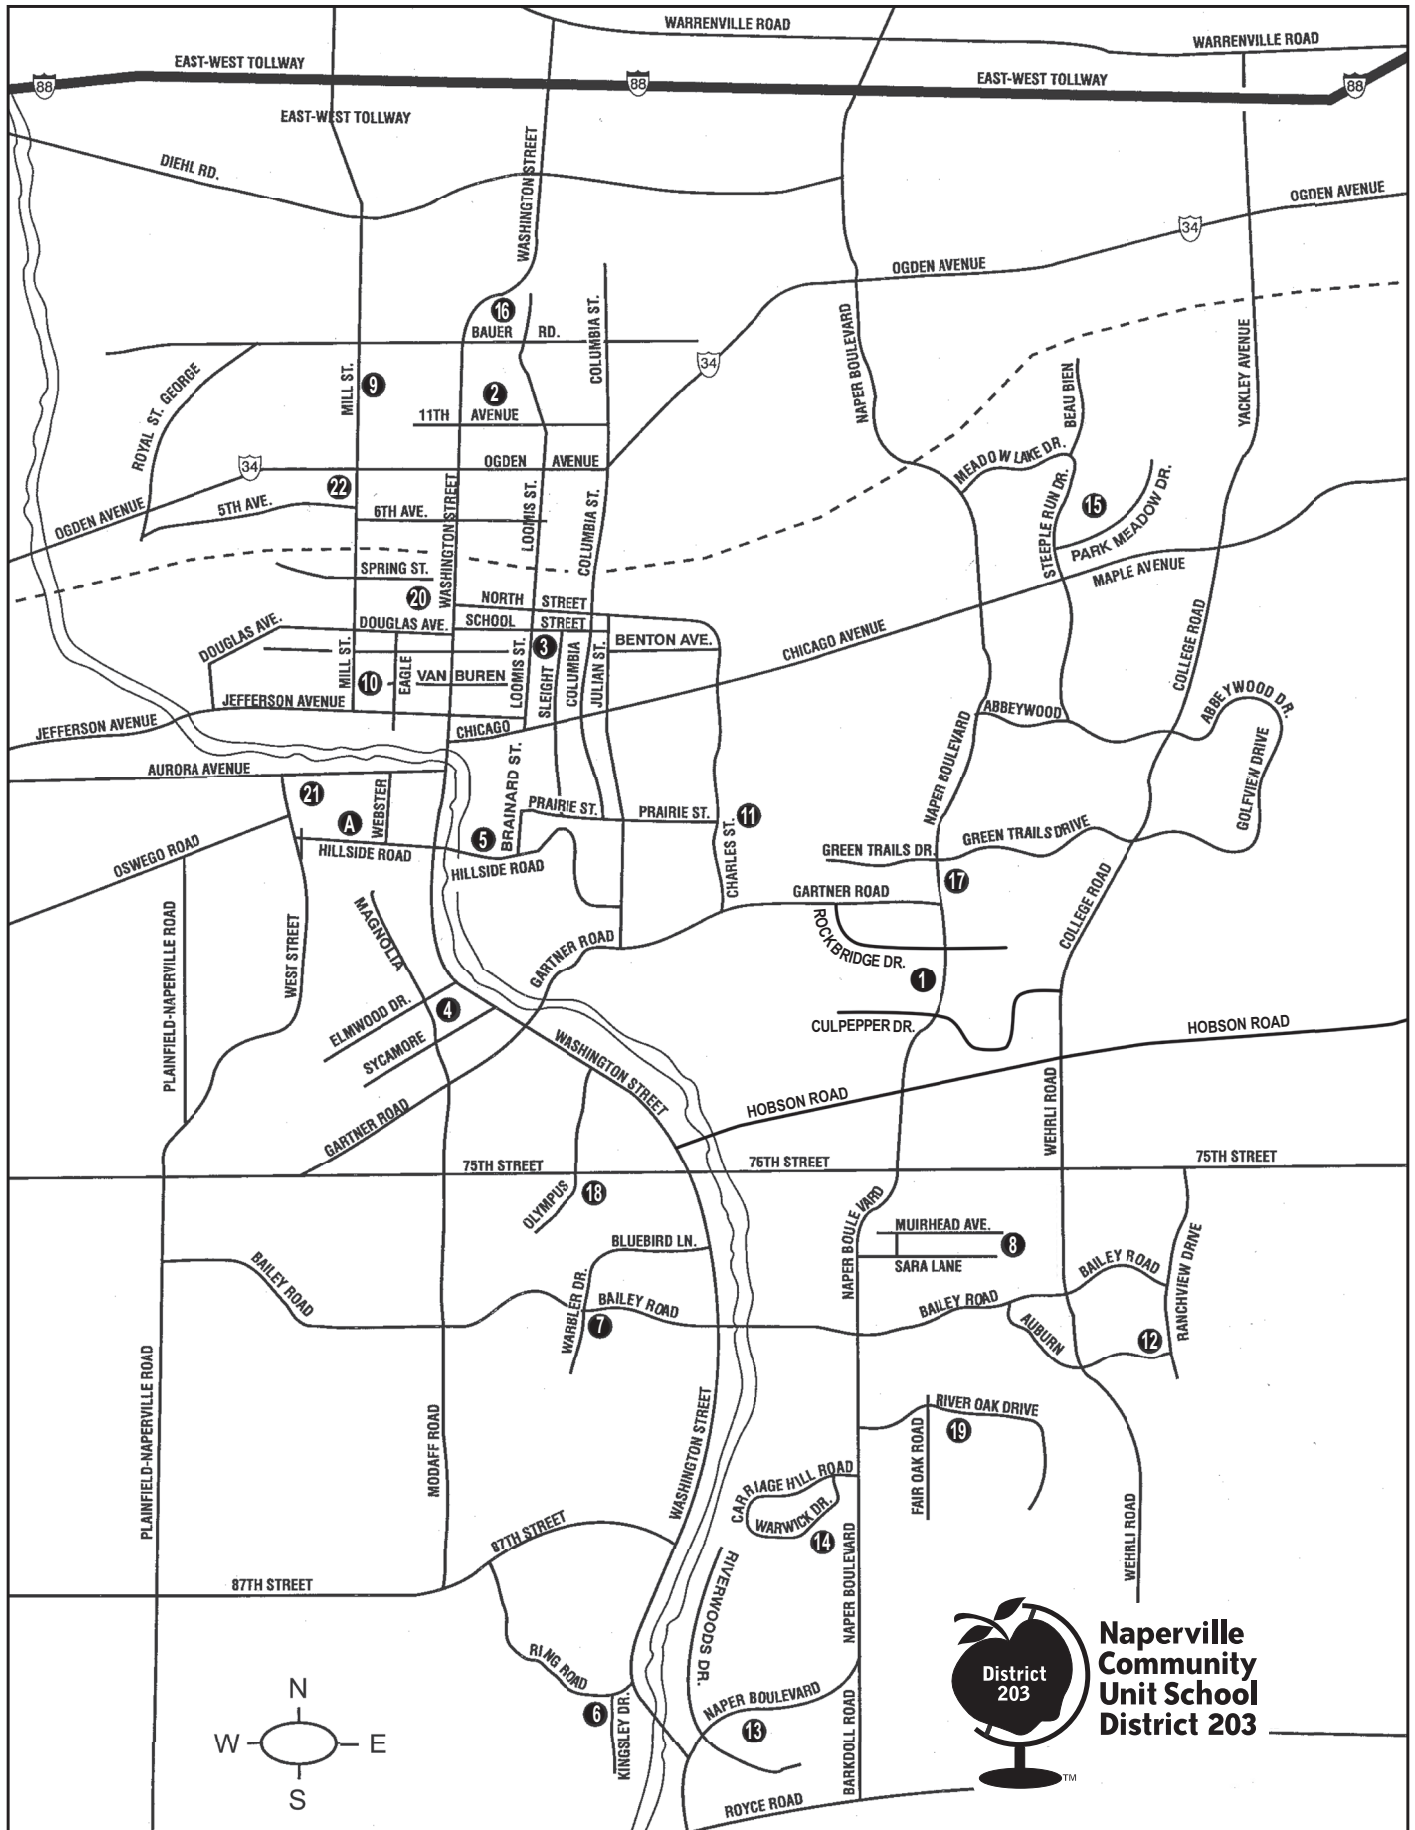 WARRENVILLE ROAD
WARRENVILLE ROAD
EAST-WEST TOLLWAY
88
88
EAST-WEST TOLLWAY
88
EAST-WEST TOLLWAY
DIEHL RD.
WASHINGTON STREET
OGDEN AVENUE
34
OGDEN AVENUE
16
BAUER RD.
COLUMBIA ST.
NAPER BOULEVARD
YACKLEY AVENUE
34
ROYAL ST. GEORGE
MILL ST.
9
2
11TH AVENUE
BEAU BIEN
MEADOW LAKE DR.
34
OGDEN AVENUE
22
5TH AVE.
6TH AVE.
OGDEN AVENUE
WASHINGTON STREET
LOOMIS ST.
COLUMBIA ST.
STEEPLE RUN DR.
15
PARK MEADOW DR.
MAPLE AVENUE
SPRING ST.
20
NORTH STREET
DOUGLAS AVE.
DOUGLAS AVE.
SCHOOL STREET
3
BENTON AVE.
CHICAGO AVENUE
COLLEGE ROAD
MILL ST.
10
EAGLE
VAN BUREN
LOOMIS ST.
SLEIGHT
COLUMBIA
JULIAN ST.
JEFFERSON AVENUE
JEFFERSON AVENUE
CHICAGO
ABBEYWOOD
ABBEYWOOD DR.
AURORA AVENUE
NAPER BOULEVARD
GOLFVIEW DRIVE
21
A
WEBSTER
BRAINARD ST.
PRAIRIE ST.
PRAIRIE ST.
11
CHARLES ST.
5
HILLSIDE ROAD
HILLSIDE ROAD
OSWEGO ROAD
GREEN TRAILS DR.
GREEN TRAILS DRIVE
17
GARTNER ROAD
PLAINFIELD-NAPERVILLE ROAD
WEST STREET
MAGNOLIA
GARTNER ROAD
ROCKBRIDGE DR.
COLLEGE ROAD
1
ELMWOOD DR.
4
SYCAMORE
CULPEPPER DR.
HOBSON ROAD
WASHINGTON STREET
HOBSON ROAD
GARTNER ROAD
WEHRLI ROAD
75TH STREET
76TH STREET
75TH STREET
OLYMPUS
18
NAPER BOULEVARD
MUIRHEAD AVE.
8
SARA LANE
BLUEBIRD LN.
BAILEY ROAD
WARBLER DR.
BAILEY ROAD
7
BAILEY ROAD
BAILEY ROAD
AUBURN
12
RANCHVIEW DRIVE
PLAINFIELD-NAPERVILLE ROAD
MODAFF ROAD
WASHINGTON STREET
RIVER OAK DRIVE
19
FAIR OAK ROAD
CARRIAGE HILL ROAD
WARWICK DR.
14
NAPER BOULEVARD
WEHRLI ROAD
87TH STREET
87TH STREET
RIVERWOODS DR.
RING ROAD
6
KINGSLEY DR.
NAPER BOULEVARD
13
BARKDOLL ROAD
ROYCE ROAD
N
W E
S
District
203
TM
Naperville
Community
Unit School
District 203